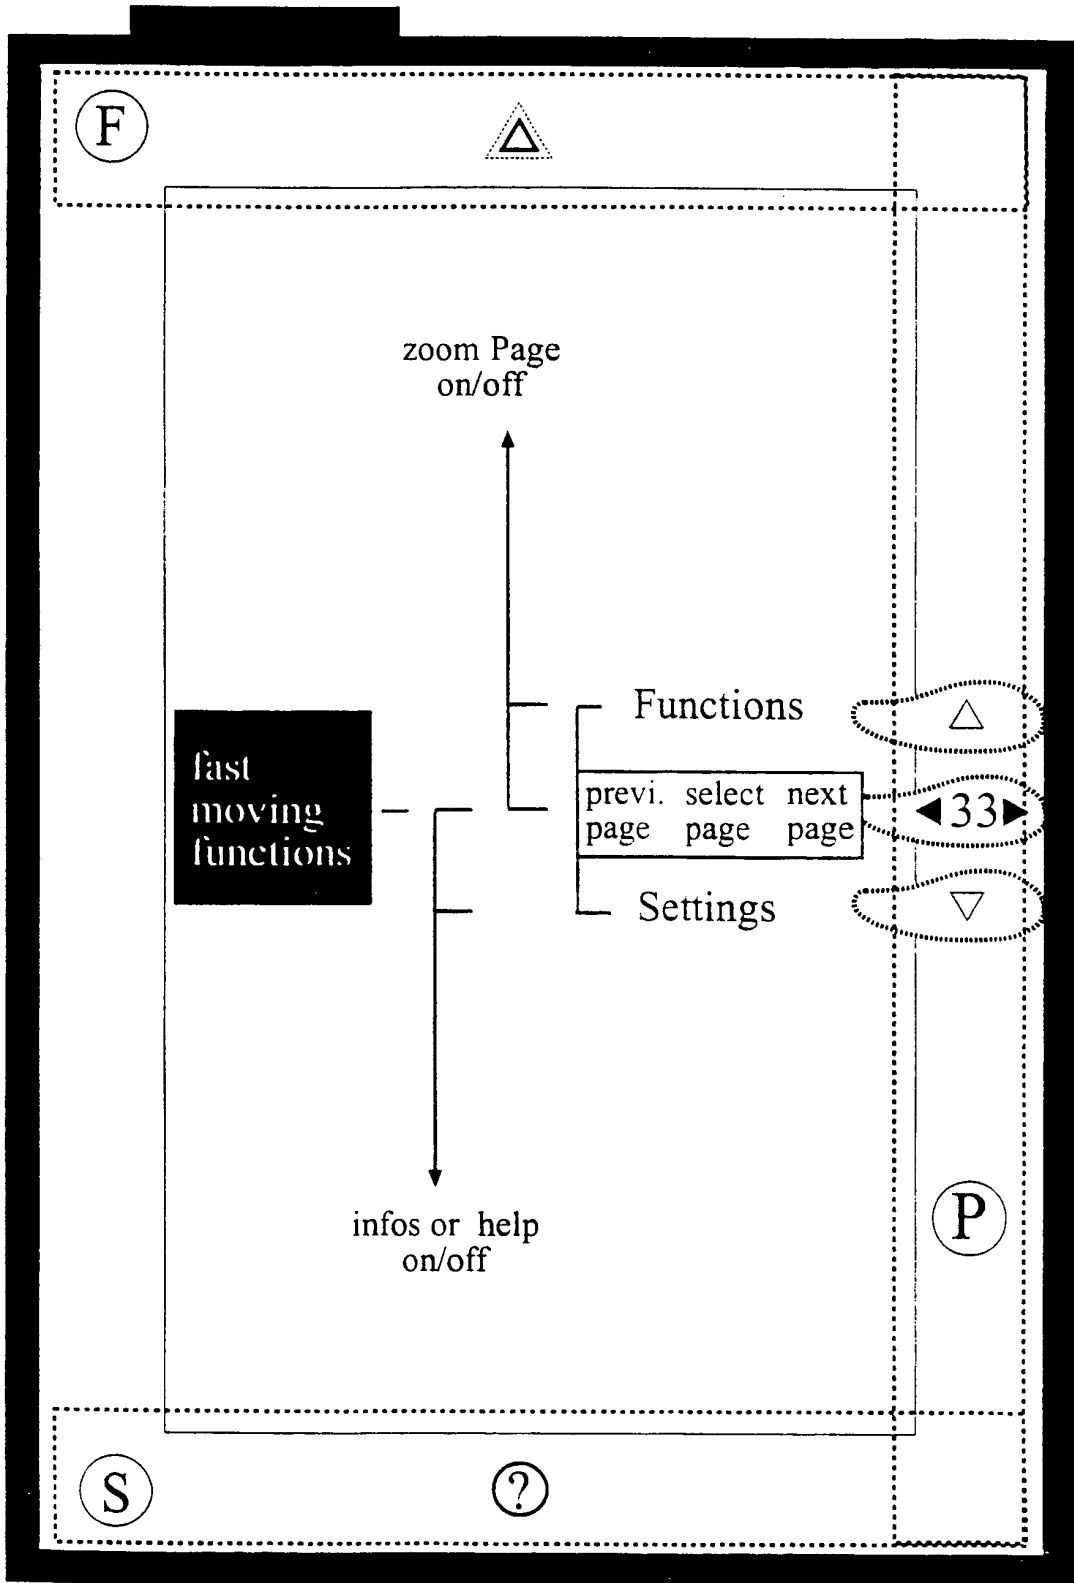 F
zoom Page
on/off
Functions
fast
moving
functions
previ. select next
page page page
33
Settings
infos or help
on/off
P
S
?